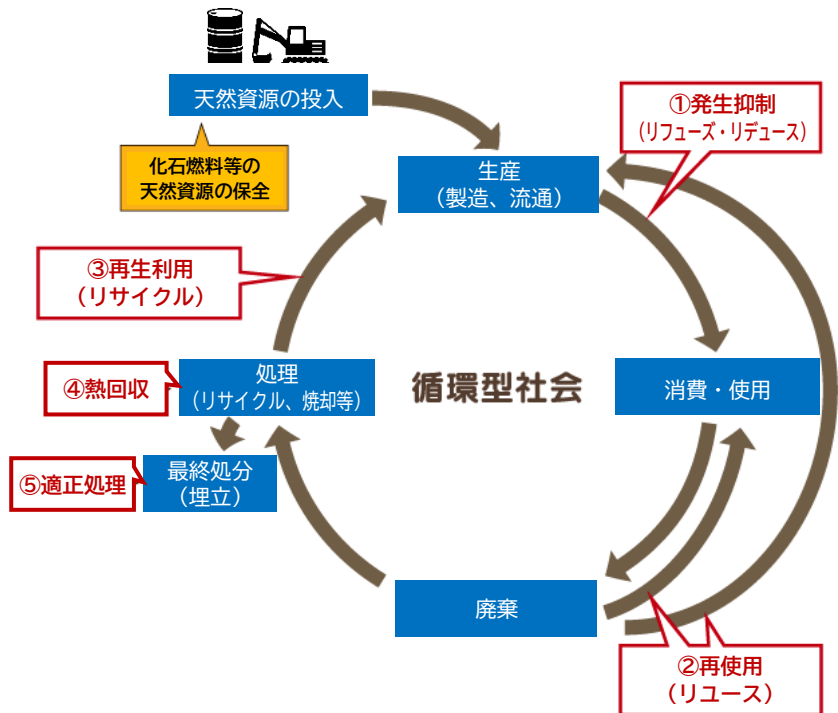 天然資源の投入
化石燃料等の
天然資源の保全
①発生抑制
(リフューズ・リデュース)
生産
(製造、流通)
③再生利用
(リサイクル)
④熱回収
処理
(リサイクル、焼却等)
循環型社会
消費・使用
⑤適正処理
最終処分
(埋立)
廃棄
②再使用
(リユース)